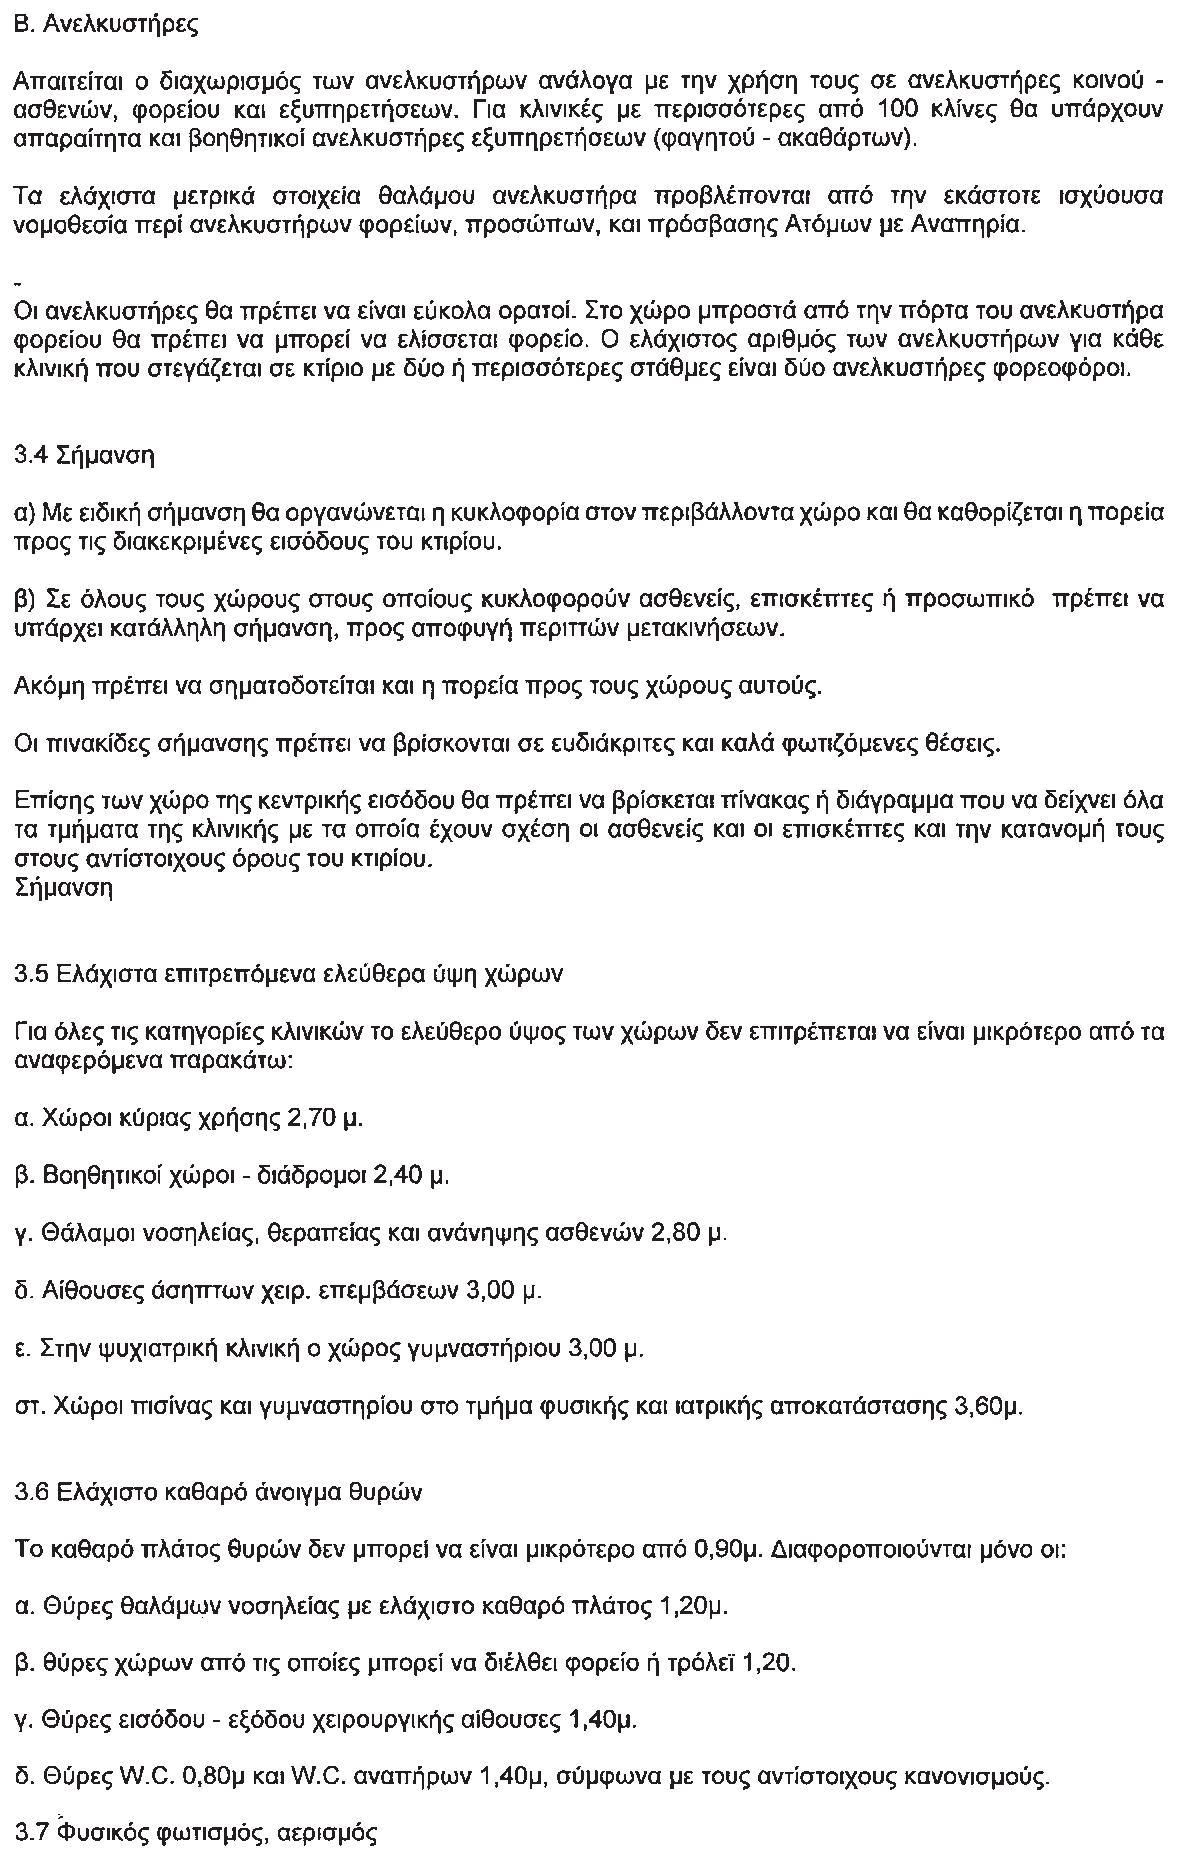 Β. Ανελκυστήρες
Απαιτείται ο διαχωρισμός των ανελκυστήρων ανάλογα με την χρήση τους σε ανελκυστήρες κοινού -
ασθενών, φορείου και εξυπηρετήσεων. Για κλινικές με περισσότερες από 100 κλίνες θα υπάρχουν
απαραίτητα και βοηθητικοί ανελκυστήρες εξυπηρετήσεων (φαγητού - ακαθάρτων).
Τα ελάχιστα μετρικά στοιχεία θαλάμου ανελκυστήρα προβλέπονται από την εκάστοτε ισχύουσα
νομοθεσία περί ανελκυστήρων φορείων, προσώπων, και πρόσβασης Ατόμων με Αναπηρία.
-
Οι ανελκυστήρες θα πρέπει να είναι εύκολα ορατοί. Στο χώρο μπροστά από την πόρτα του ανελκυστήρα
φορείου θα πρέπει να μπορεί να ελίσσεται φορείο. Ο ελάχιστος αριθμός των ανελκυστήρων για κάθε
κλινική που στεγάζεται σε κτίριο με δύο ή περισσότερες στάθμες είναι δύο ανελκυστήρες φορεοφόροι.
3.4 Σήμανση
α) Με ειδική σήμανση θα οργανώνεται η κυκλοφορία στον περιβάλλοντα χώρο και θα καθορίζεται η πορεία
προς τις διακεκριμένες εισόδους του κτιρίου.
β) Σε όλους τους χώρους στους οποίους κυκλοφορούν ασθενείς, επισκέπτες ή προσωπικό πρέπει να
υπάρχει κατάλληλη σήμανση, προς αποφυγή περιττών μετακινήσεων.
Ακόμη πρέπει να σηματοδοτείται και η πορεία προς τους χώρους αυτούς.
Οι πινακίδες σήμανσης πρέπει να βρίσκονται σε ευδιάκριτες και καλά φωτιζόμενες θέσεις.
Επίσης των χώρο της κεντρικής εισόδου θα πρέπει να βρίσκεται πίνακας ή διάγραμμα που να δείχνει όλα
τα τμήματα της κλινικής με τα οποία έχουν σχέση οι ασθενείς και οι επισκέπτες και την κατανομή τους
στους αντίστοιχους όρους του κτιρίου.
Σήμανση
3.5 Ελάχιστα επιτρεπόμενα ελεύθερα ύψη χώρων
Για όλες τις κατηγορίες κλινικών το ελεύθερο ύψος των χώρων δεν επιτρέπεται να είναι μικρότερο από τα
αναφερόμενα παρακάτω:
α. Χώροι κύριας χρήσης 2,70 μ.
β. Βοηθητικοί χώροι - διάδρομοι 2,40 μ.
γ. Θάλαμοι νοσηλείας, θεραπείας και ανάνηψης ασθενών 2,80 μ.
δ. Αίθουσες άσηπτων χειρ. επεμβάσεων 3,00 μ.
ε. Στην ψυχιατρική κλινική ο χώρος γυμναστήριου 3,00 μ.
στ. Χώροι πισίνας και γυμναστηρίου στο τμήμα φυσικής και ιατρικής αποκατάστασης 3,60μ.
3.6 Ελάχιστο καθαρό άνοιγμα θυρών
Το καθαρό πλάτος θυρών δεν μπορεί να είναι μικρότερο από 0,90μ. Διαφοροποιούνται μόνο οι:
α. Θύρες θαλάμων νοσηλείας με ελάχιστο καθαρό πλάτος 1,20μ.
β. θύρες χώρων από τις οποίες μπορεί να διέλθει φορείο ή τρόλεϊ 1,20.
γ. Θύρες εισόδου - εξόδου χειρουργικής αίθουσες 1,40μ.
δ. Θύρες W.C. 0,80μ και W.C. αναπήρων 1,40μ, σύμφωνα με τους αντίστοιχους κανονισμούς.
3.7 Φυσικός φωτισμός, αερισμός